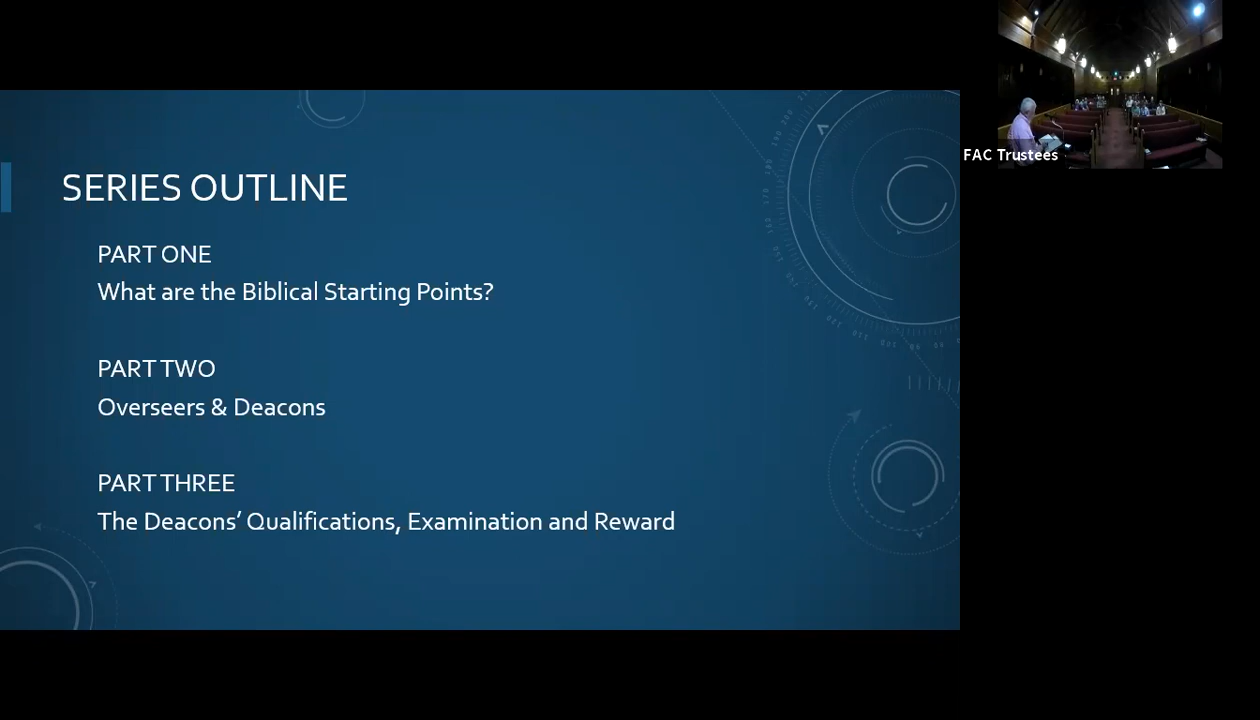 SERIES OUTLINE
PART ONE
What are the Biblical Starting Points?
PART TWO
Overseers & Deacons
PART THREE
The Deacons’ Qualifications, Examination and Reward
FAC Trustees